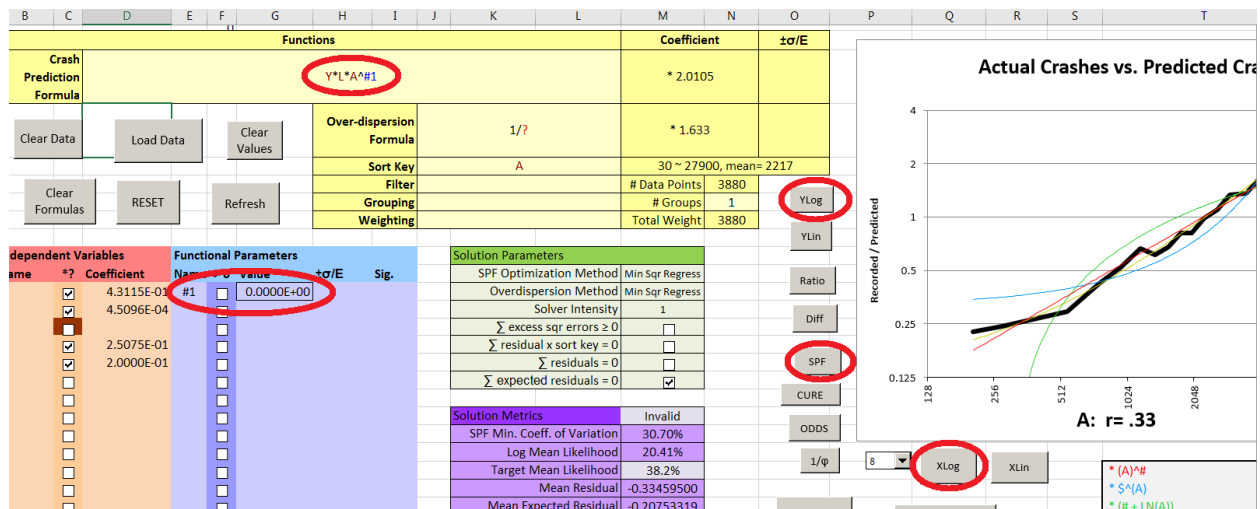 B C D E F G H I J K L M N O P Q R S T
Functions Coefficient ±σ/E
Crash
Prediction
Formula
Y*L*A^#1 * 2.0105
Clear Data
Load Data
Clear
Values
Over-dispersion
Formula
1/? * 1.633
Sort Key A 30 ~ 27900, mean= 2217
Clear
Formulas
RESET
Refresh
Filter # Data Points 3880
Grouping # Groups 1
Weighting Total Weight 3880
YLog
YLin
Ratio
Diff
SPF
CURE
ODDS
1/φ
8
XLog
XLin
dependent Variables
ame *? Coefficient
4.3115E-01
4.5096E-04
2.5075E-01
2.0000E-01
Functional Parameters
Name Value ±σ/E Sig.
#1 0.0000E+00
Solution Parameters
SPF Optimization Method Min Sqr Regress
Overdispersion Method Min Sqr Regress
Solver Intensity 1
∑ excess sqr errors ≥ 0
∑ residual x sort key = 0
∑ residuals = 0
∑ expected residuals = 0
Solution Metrics Invalid
SPF Min. Coeff. of Variation 30.70%
Log Mean Likelihood 20.41%
Target Mean Likelihood 38.2%
Mean Residual -0.33459500
Mean Expected Residual -0.20753319
Actual Crashes vs. Predicted Cra
Recorded / Predicted
4
2
1
0.5
0.25
0.125
128 256 512 1024 2048
A: r= .33
* (A)^#
* $^(A)
* (# + LN(A))